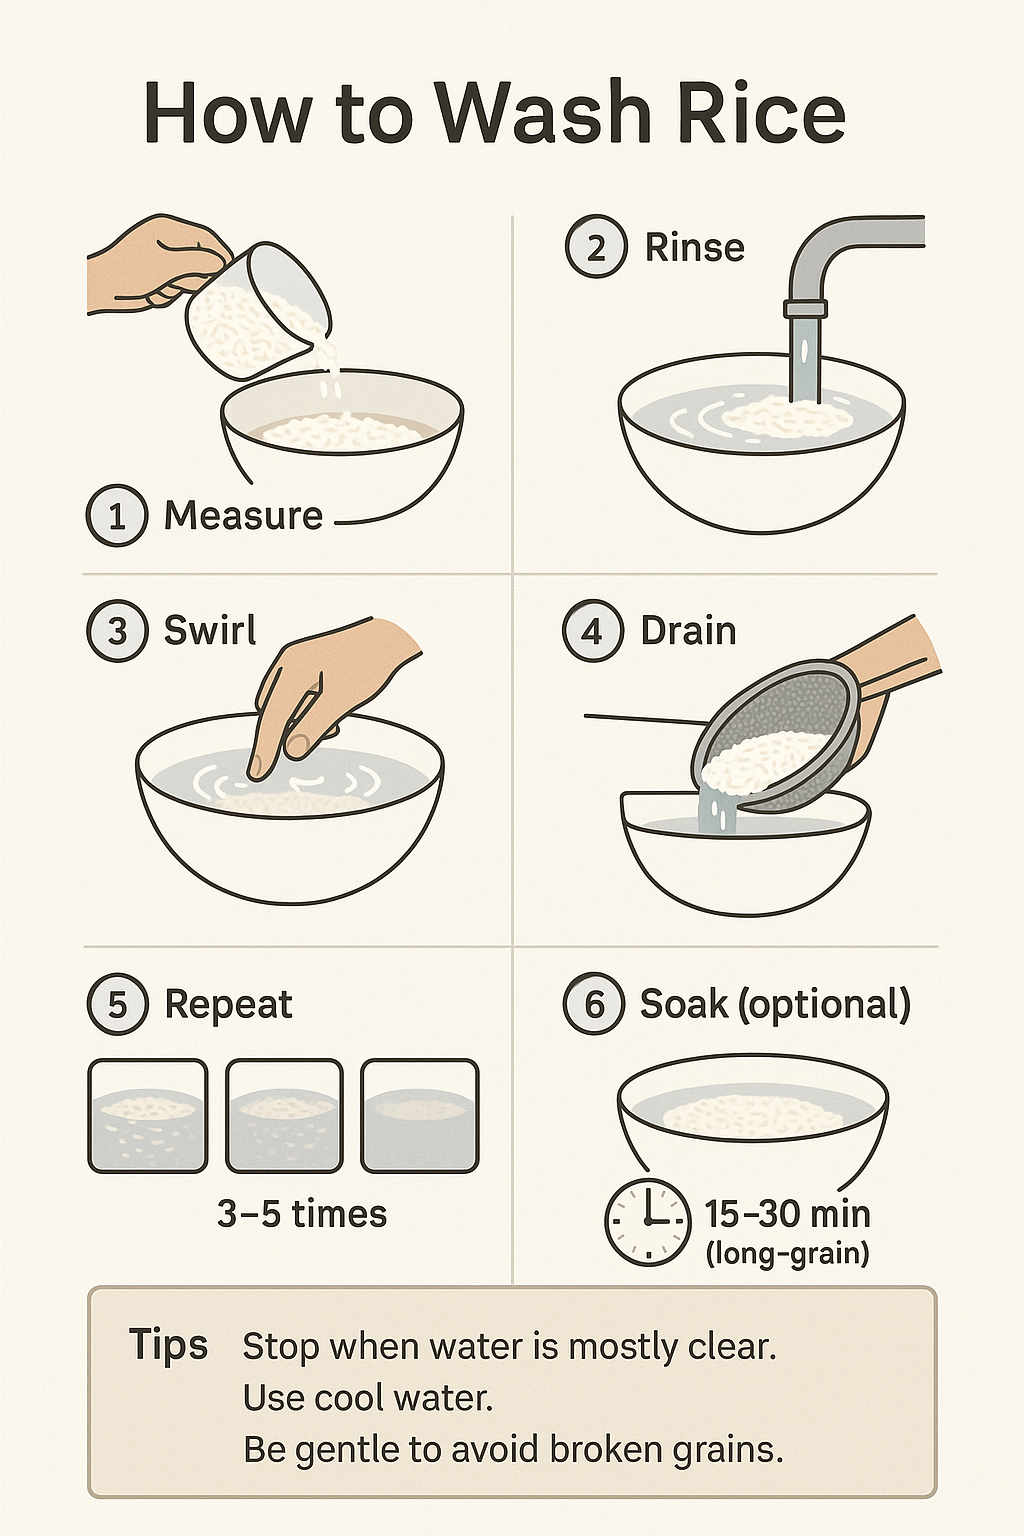 How to Wash Rice
1 Measure
2 Rinse
3 Swirl
4 Drain
5 Repeat
3–5 times
6 Soak (optional)
15–30 min
(long-grain)
Tips
Stop when water is mostly clear.
Use cool water.
Be gentle to avoid broken grains.